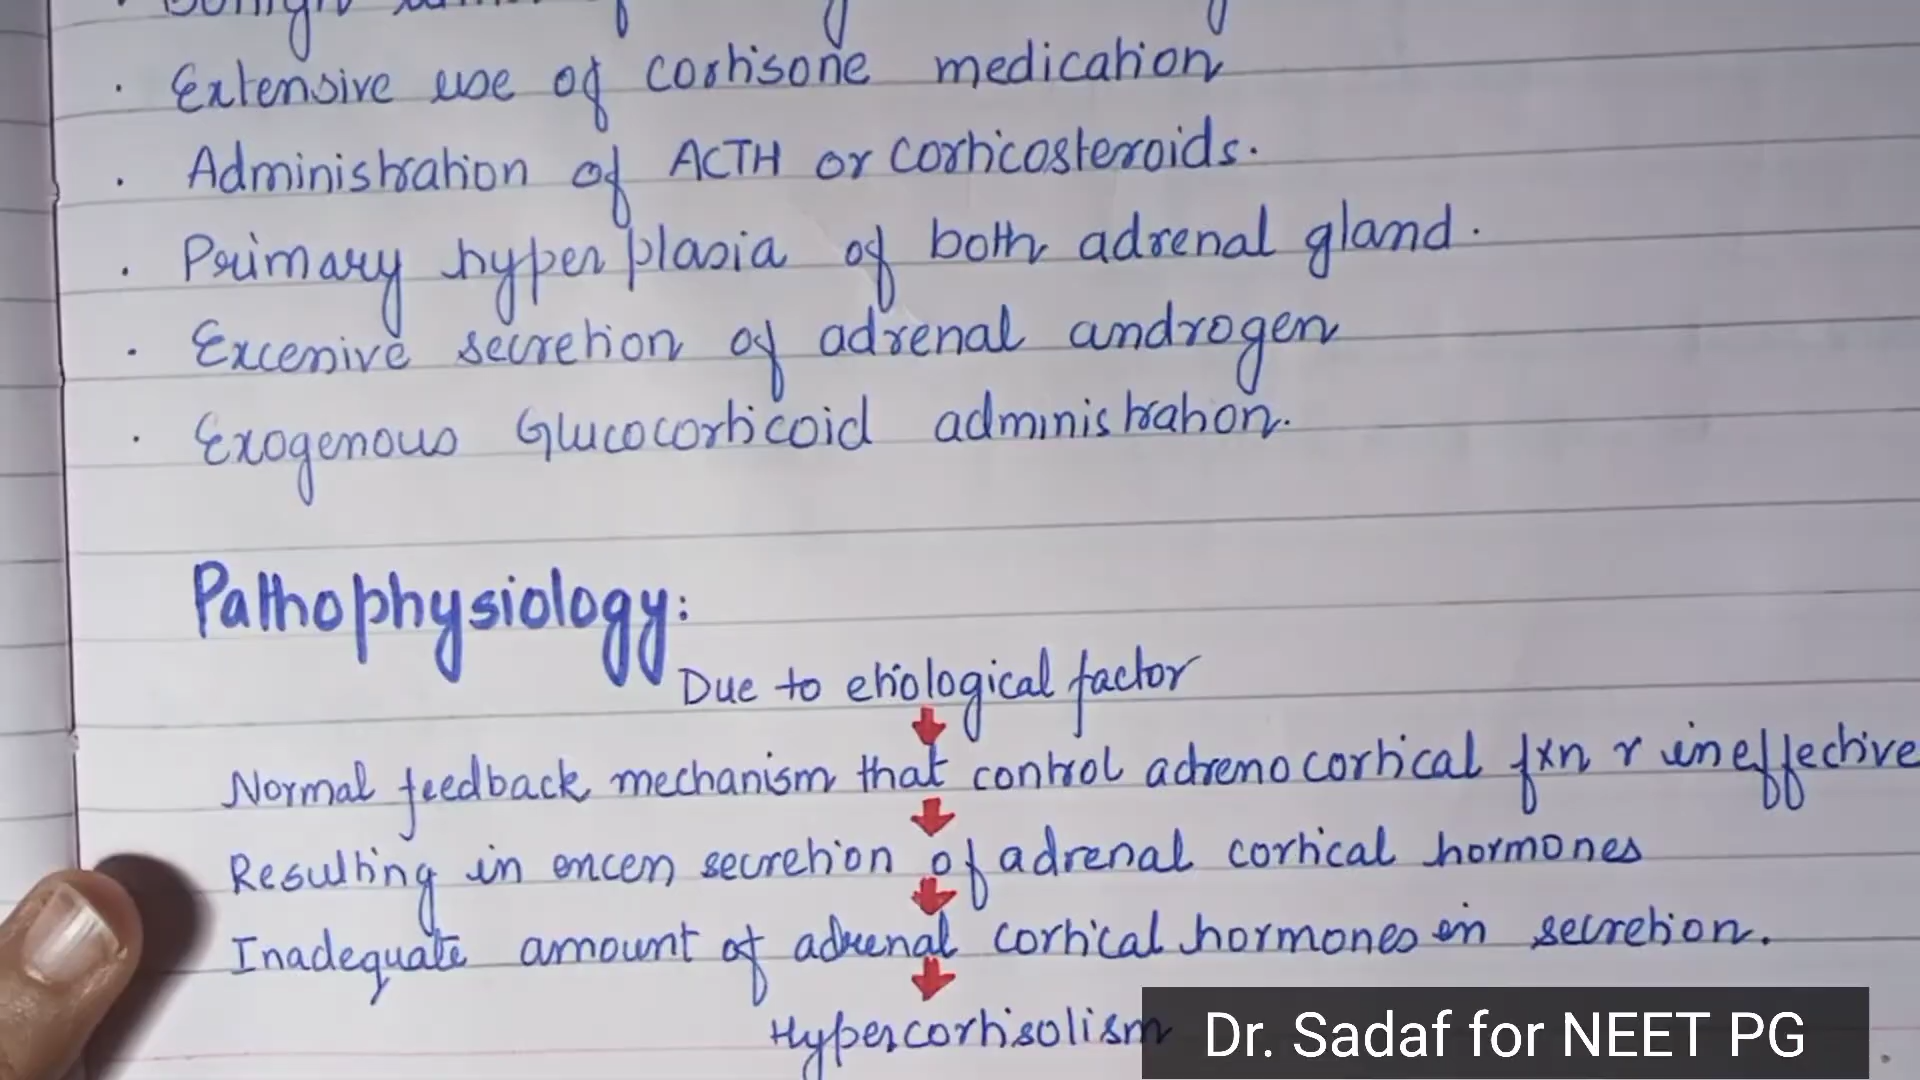 · Extensive use of cortisone medication
· Administration of ACTH or corticosteroids.
· Primary hyperplasia of both adrenal gland.
· Excessive secretion of adrenal androgen
· Exogenous Glucocorticoid administration.
Pathophysiology:
Due to etiological factor
Normal feedback mechanism that control adrenocortical fxn r ineffective
Resulting in excess secretion of adrenal cortical hormones
Inadequate amount of adrenal cortical hormones in secretion.
Hypercortisolism
Dr. Sadaf for NEET PG